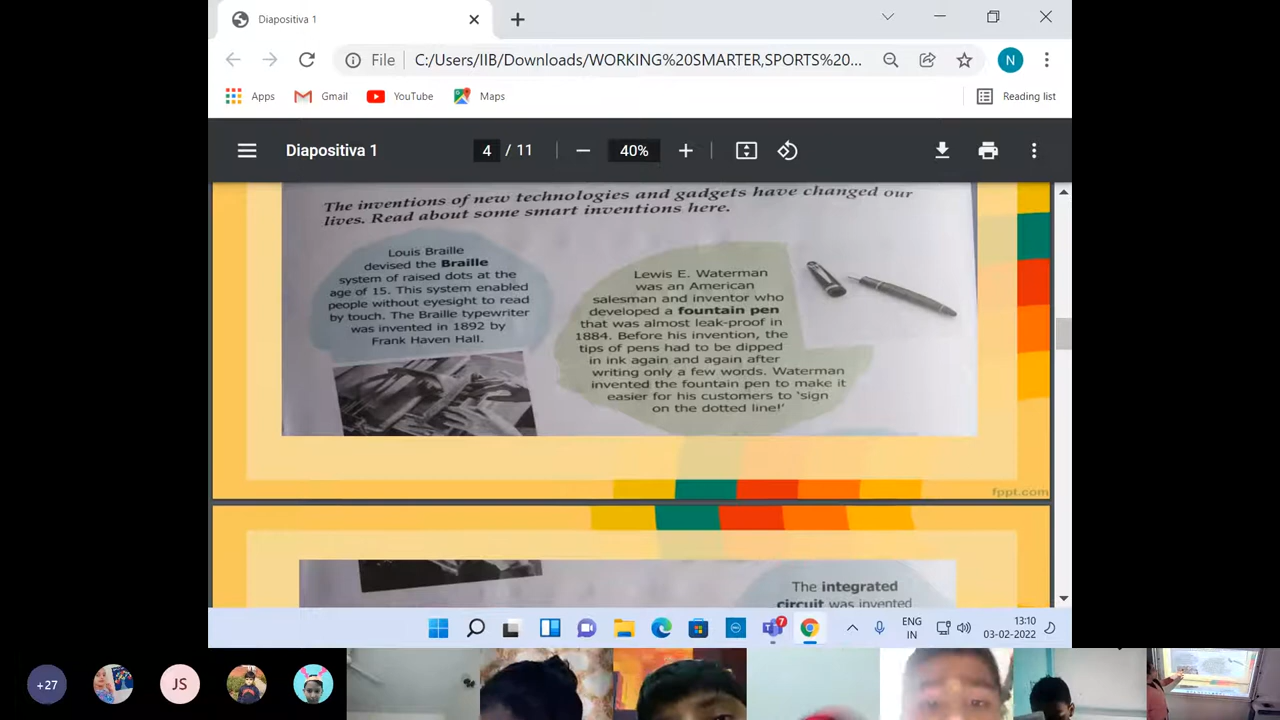 Diapositiva 1
File
C:/Users/IIB/Downloads/WORKING%20SMARTER,SPORTS%20...
N
Apps
Gmail
YouTube
Maps
Reading list
Diapositiva 1
4 / 11
40%
The inventions of new technologies and gadgets have changed our
lives. Read about some smart inventions here.
Louis Braille
devised the Braille
system of raised dots at the
age of 15. This system enabled
people without eyesight to read
by touch. The Braille typewriter
was invented in 1892 by
Frank Haven Hall.
Lewis E. Waterman
was an American
salesman and inventor who
developed a fountain pen
that was almost leak-proof in
1884. Before his invention, the
tips of pens had to be dipped
in ink again and again after
writing only a few words. Waterman
invented the fountain pen to make it
easier for his customers to 'sign
on the dotted line!'
fppt.com
The integrated
circuit was invented
7
ENG
IN
13:10
03-02-2022
+27
JS